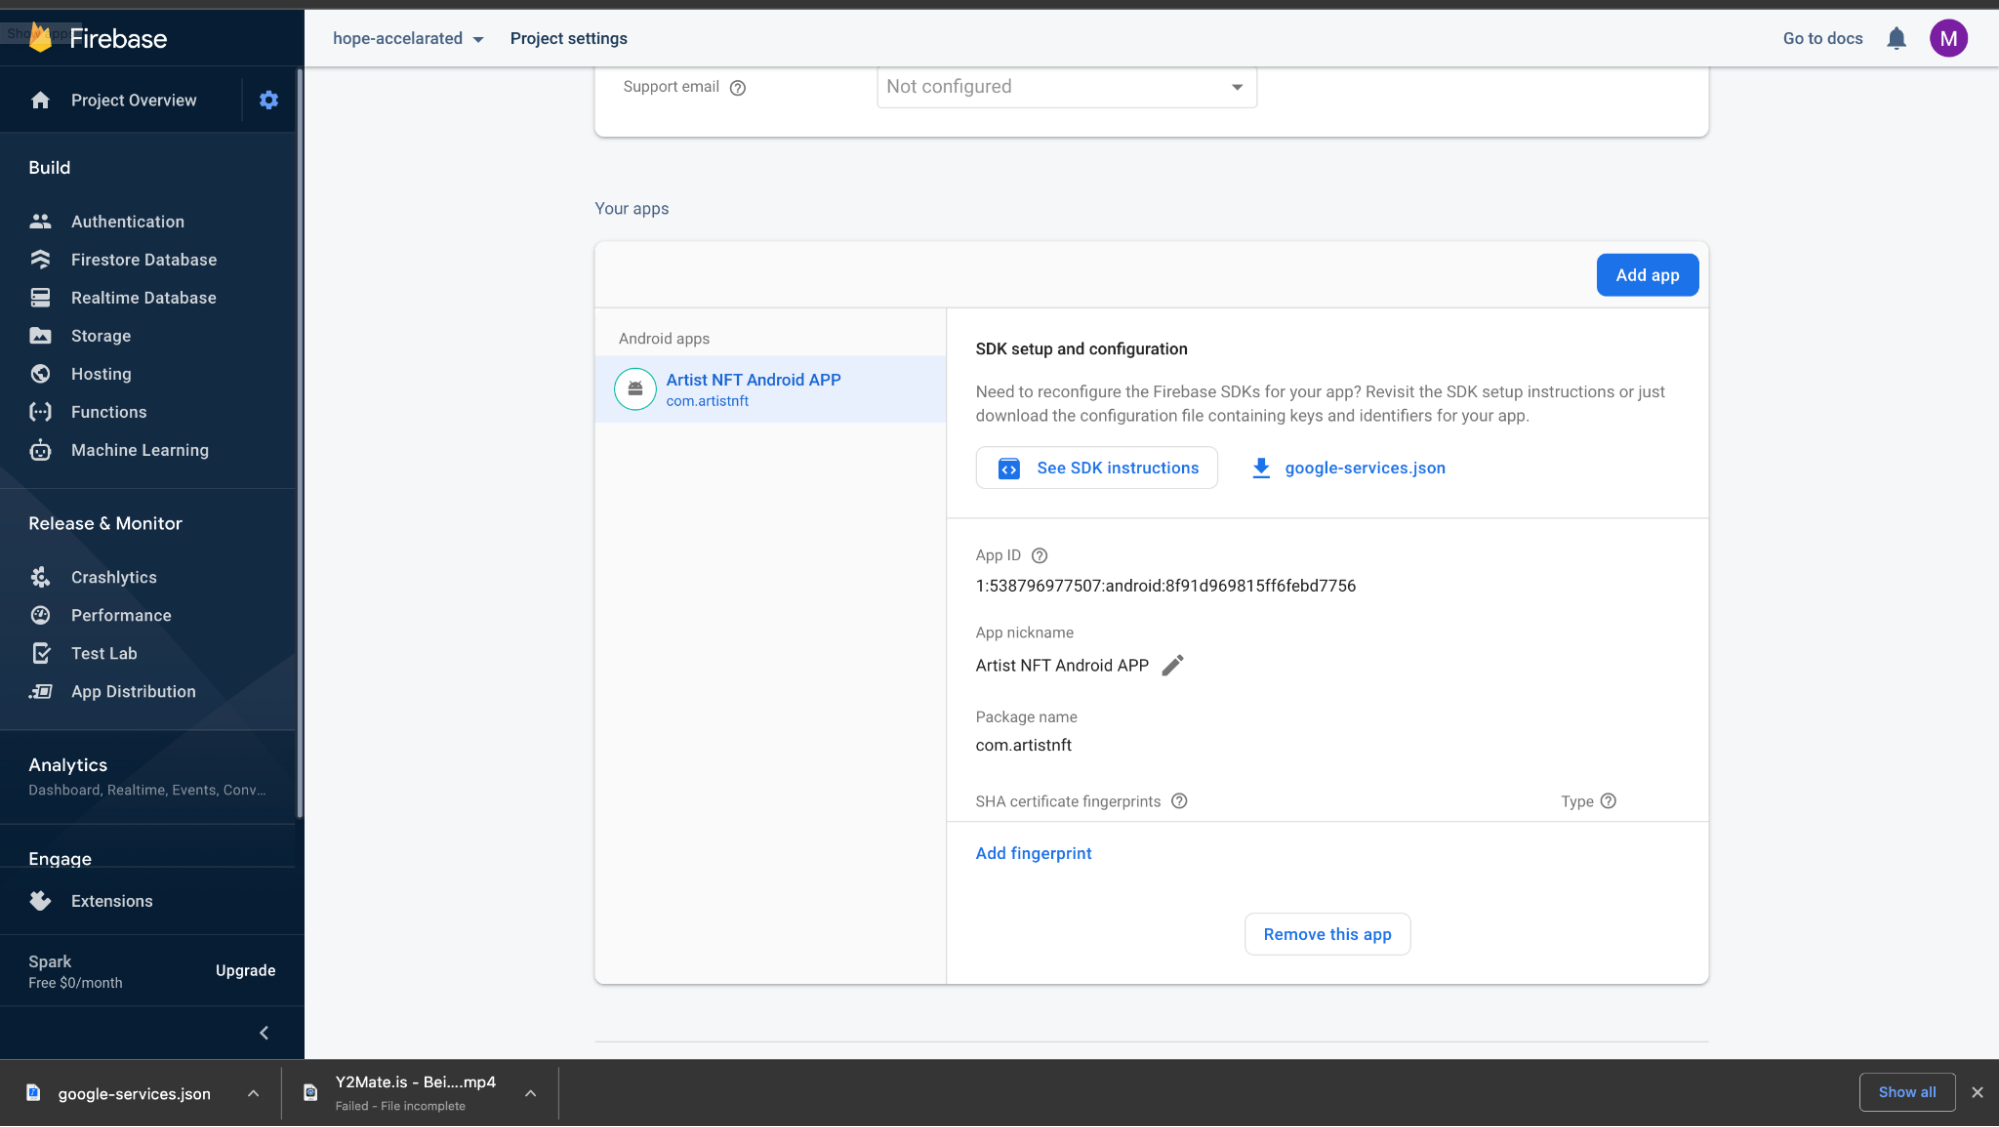 Show apps
Firebase
hope-accelarated
Project settings
Go to docs
M
Project Overview
Support email
Not configured
Build
Authentication
Firestore Database
Realtime Database
Storage
Hosting
Functions
Machine Learning
Release & Monitor
Crashlytics
Performance
Test Lab
App Distribution
Analytics
Dashboard, Realtime, Events, Conv...
Engage
Extensions
Spark
Free $0/month
Upgrade
Your apps
Add app
Android apps
Artist NFT Android APP
com.artistnft
SDK setup and configuration
Need to reconfigure the Firebase SDKs for your app? Revisit the SDK setup instructions or just
download the configuration file containing keys and identifiers for your app.
See SDK instructions
google-services.json
App ID
1:538796977507:android:8f91d969815ff6febd7756
App nickname
Artist NFT Android APP
Package name
com.artistnft
SHA certificate fingerprints
Type
Add fingerprint
Remove this app
google-services.json
Y2Mate.is - Bei....mp4
Failed - File incomplete
Show all